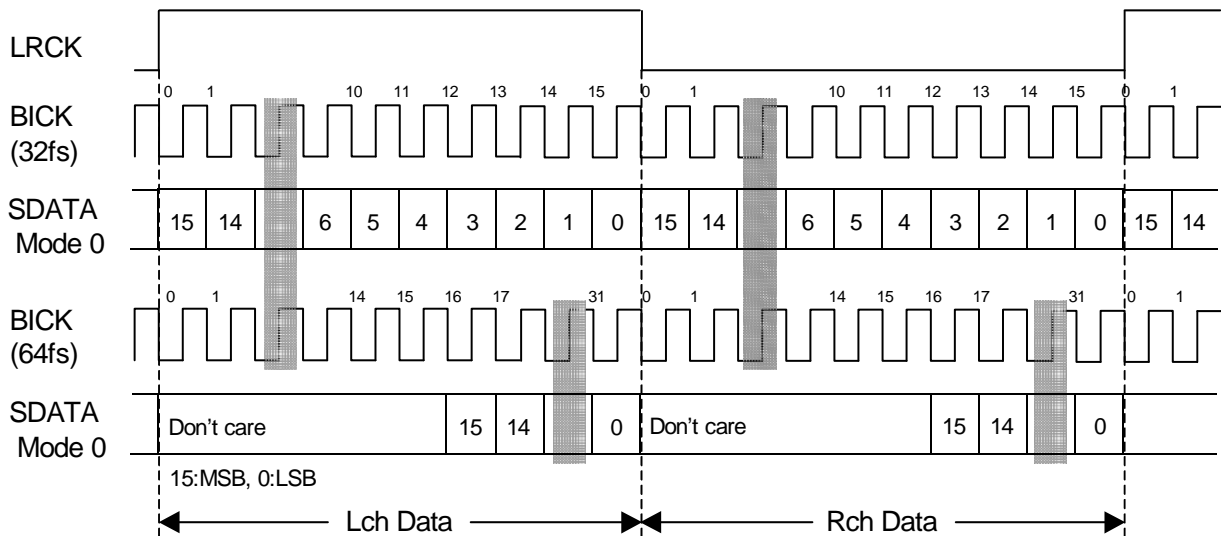 LRCK
0 1 10 11 12 13 14 15 0 1 10 11 12 13 14 15 0 1
BICK
(32fs)
SDATA
Mode 0
15 14 6 5 4 3 2 1 0 15 14 6 5 4 3 2 1 0 15 14
0 1 14 15 16 17 31 0 1 14 15 16 17 31 0 1
BICK
(64fs)
SDATA
Mode 0
Don't care 15 14 0 Don't care 15 14 0
15:MSB, 0:LSB
Lch Data Rch Data